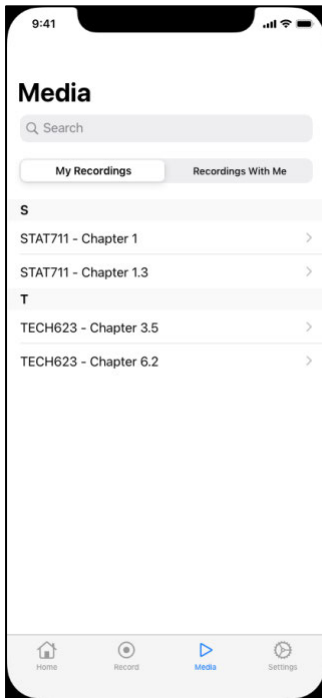 9:41
Media
Search
My Recordings Recordings With Me
S
STAT711 - Chapter 1
STAT711 - Chapter 1.3
T
TECH623 - Chapter 3.5
TECH623 - Chapter 6.2
Home Record Media Settings